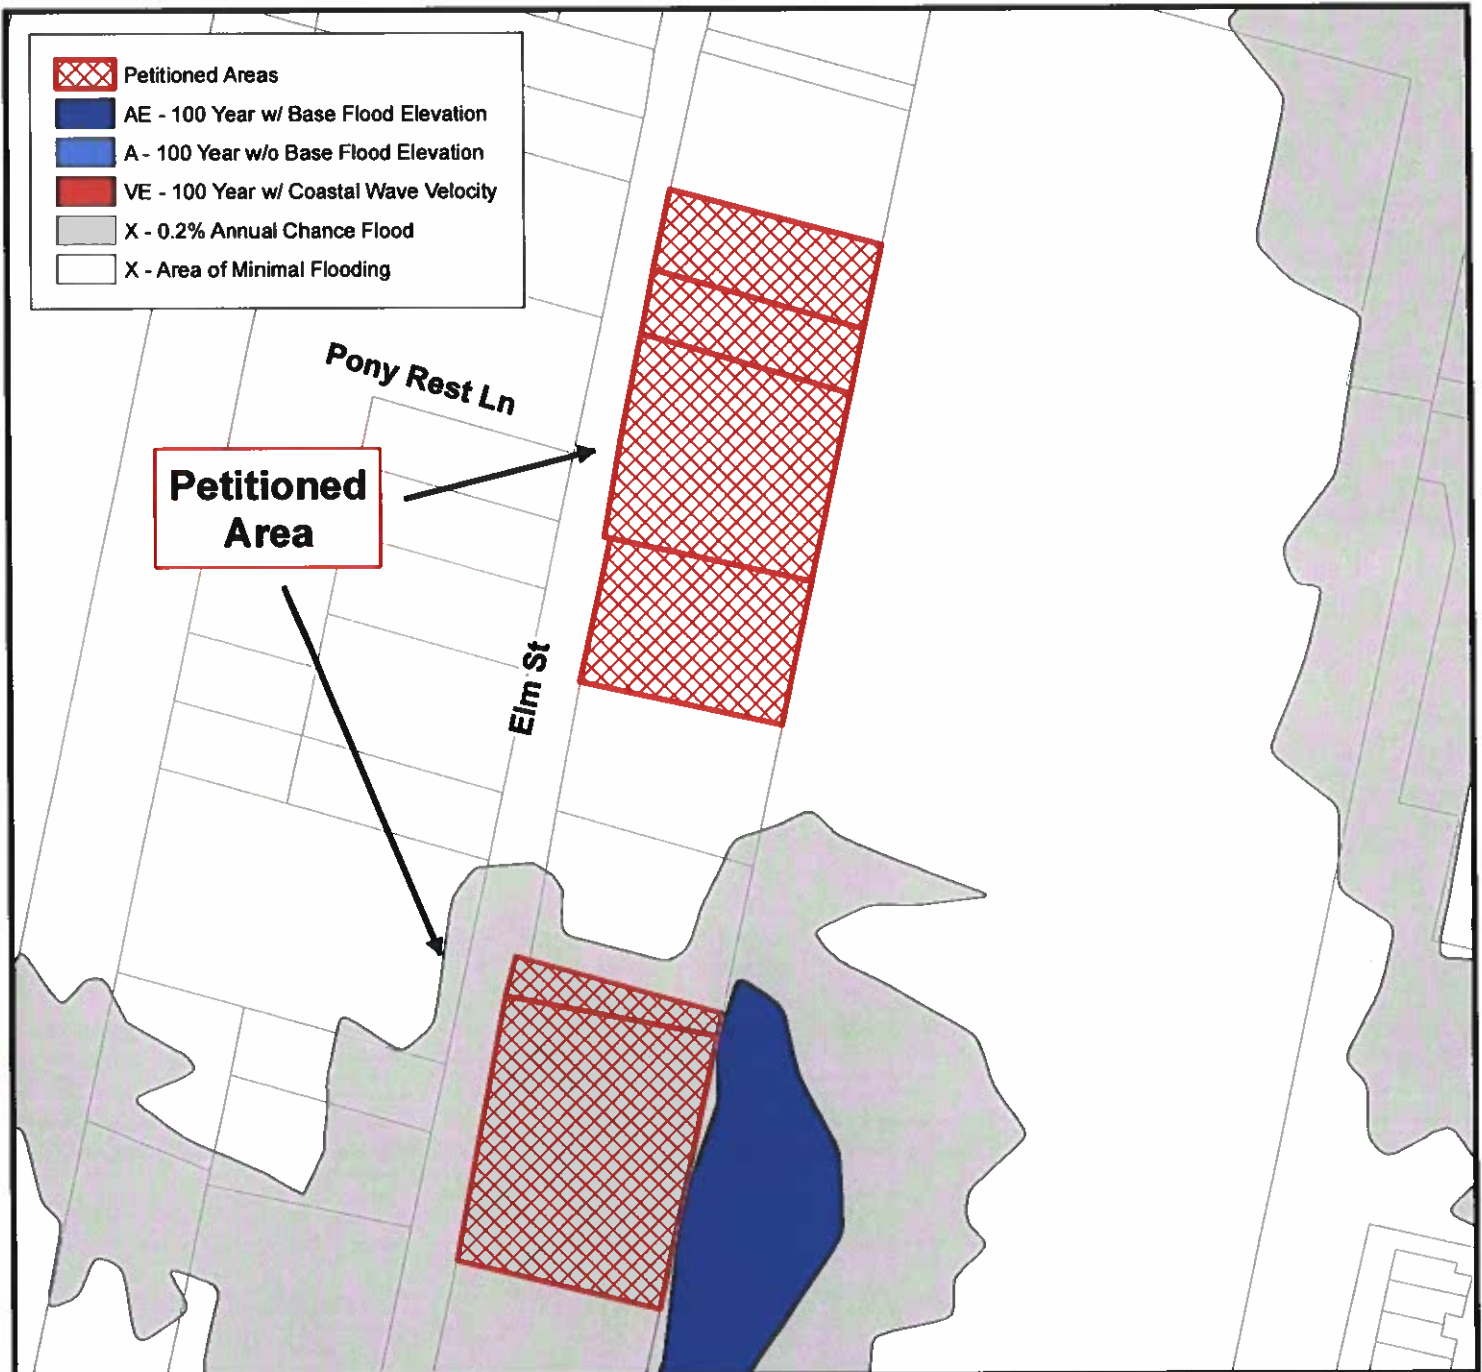 Petitioned Areas
AE - 100 Year w/ Base Flood Elevation
A - 100 Year w/o Base Flood Elevation
VE - 100 Year w/ Coastal Wave Velocity
X - 0.2% Annual Chance Flood
X - Area of Minimal Flooding
Pony Rest Ln
Petitioned
Area
Elm St